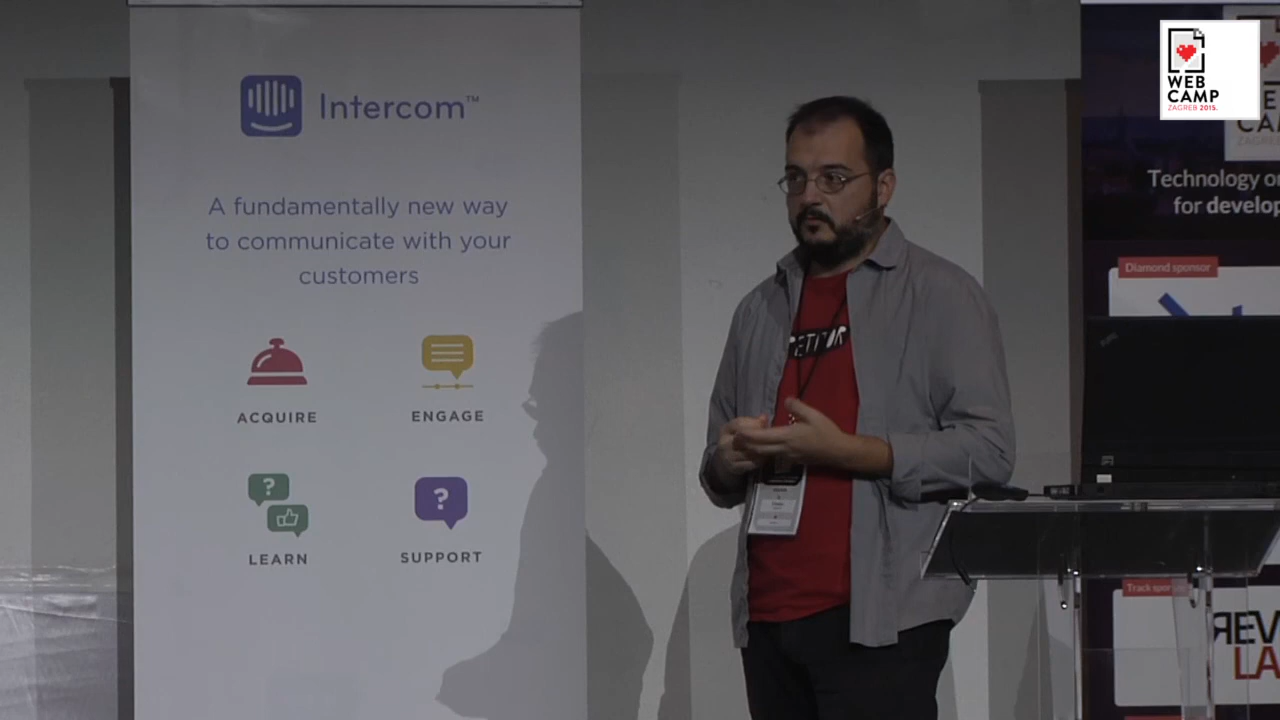 Intercom™
A fundamentally new way
to communicate with your
customers
ACQUIRE
ENGAGE
LEARN
SUPPORT
WEB
CAMP
ZAGREB 2015.
Technology
for develop
Diamond sponsor
Track
REV
LA